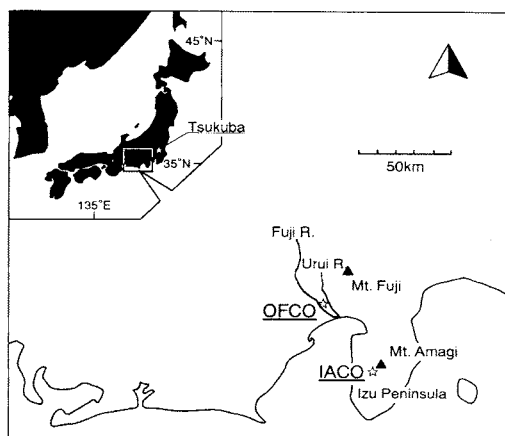 45°N
Tsukuba
35°N
135°E
50km
Fuji R.
Urui R.
Mt. Fuji
OFCO
Mt. Amagi
IACO
Izu Peninsula